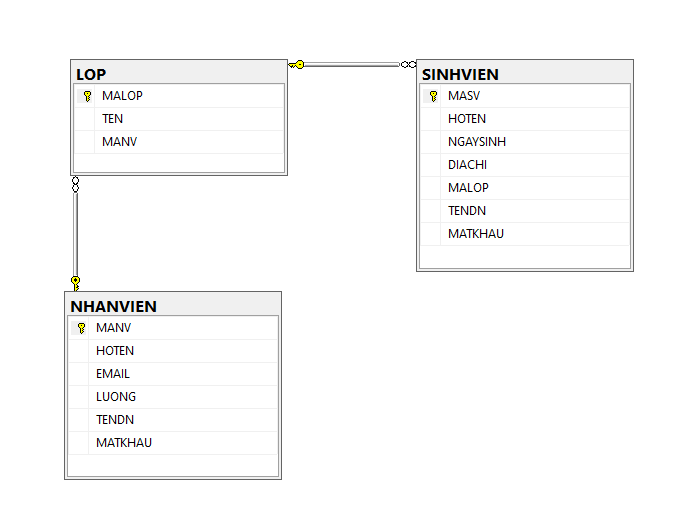 LOP
MALOP
TEN
MANV
SINHVIEN
MASV
HOTEN
NGAYSINH
DIACHI
MALOP
TENDN
MATKHAU
NHANVIEN
MANV
HOTEN
EMAIL
LUONG
TENDN
MATKHAU